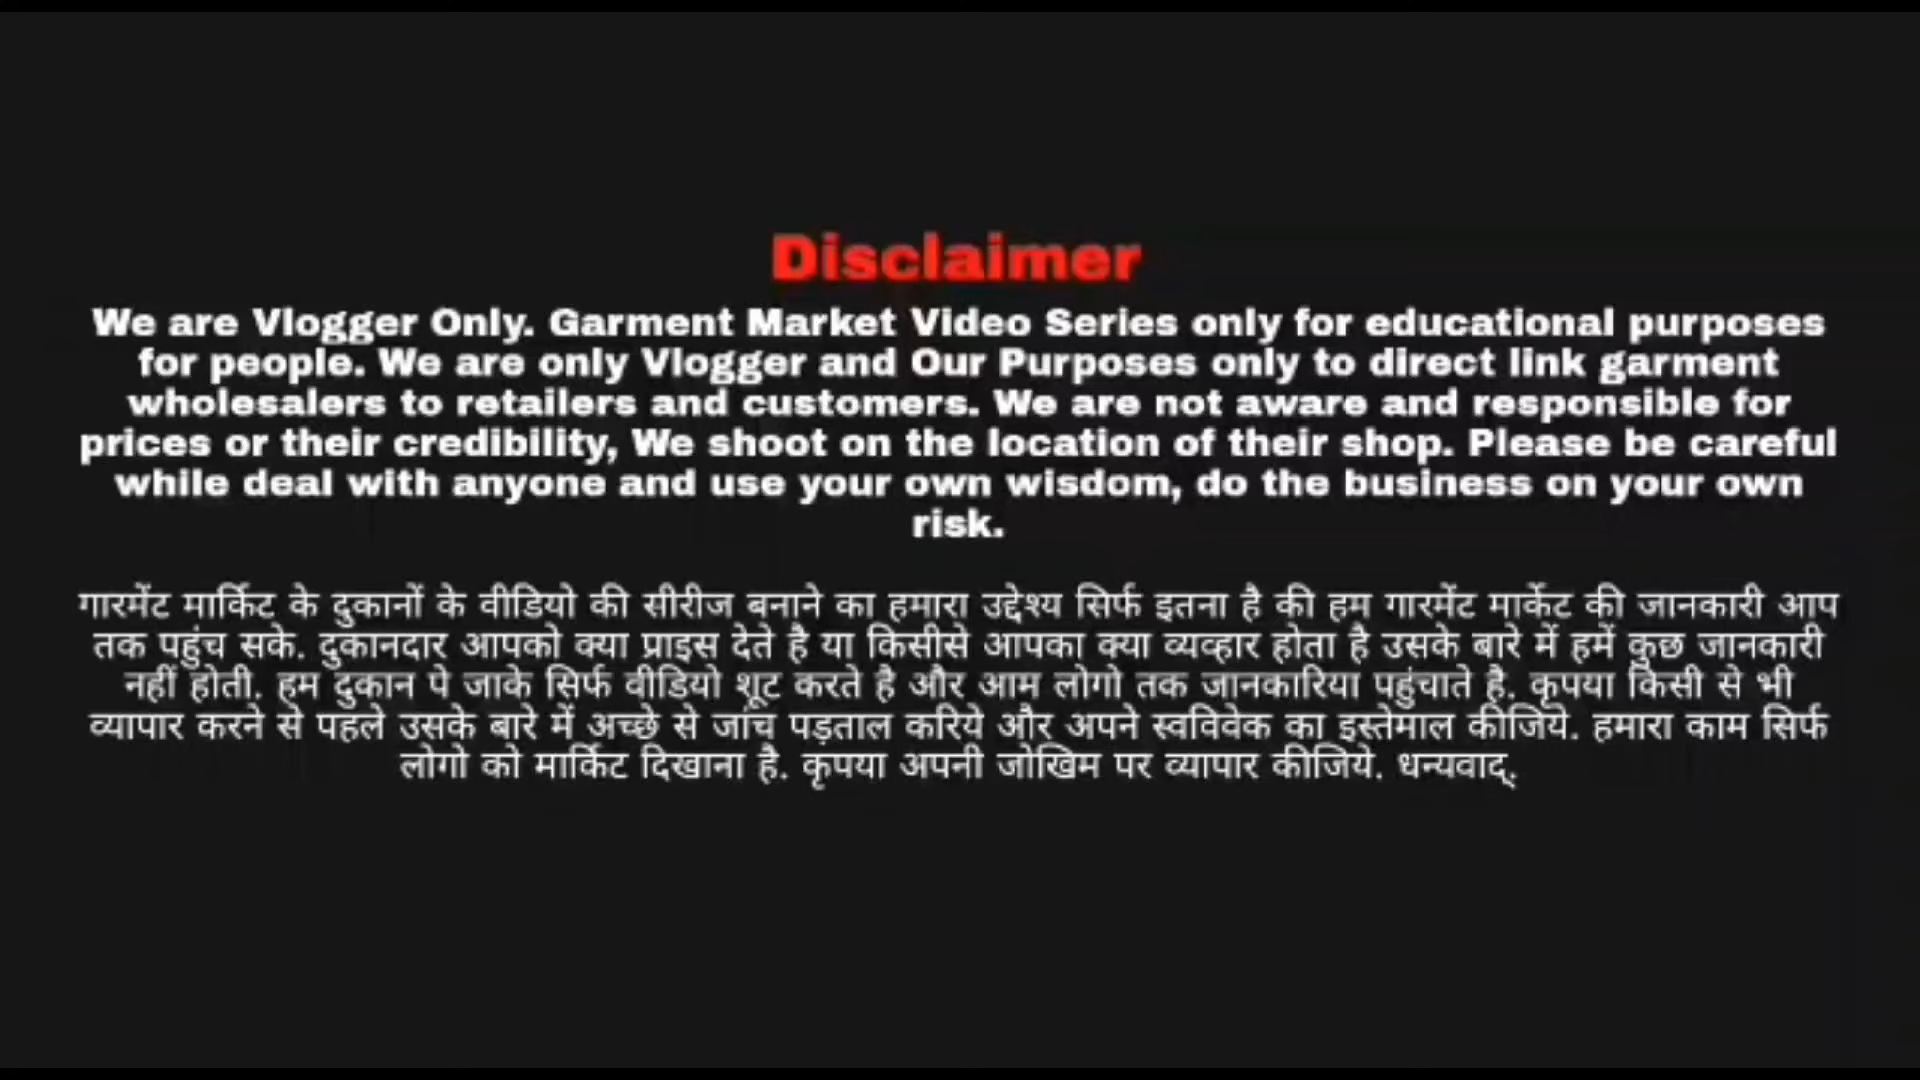 Disclaimer
We are Vlogger Only. Garment Market Video Series only for educational purposes
for people. We are only Vlogger and Our Purposes only to direct link garment
wholesalers to retailers and customers. We are not aware and responsible for
prices or their credibility, We shoot on the location of their shop. Please be careful
while deal with anyone and use your own wisdom, do the business on your own
risk.
गारमेंट मार्किट के दुकानों के वीडियो की सीरीज बनाने का हमारा उद्देश्य सिर्फ इतना है की हम गारमेंट मार्केट की जानकारी आप
तक पहुंच सके. दुकानदार आपको क्या प्राइस देते है या किसीसे आपका क्या व्यव्हार होता है उसके बारे में हमें कुछ जानकारी
नहीं होती. हम दुकान पे जाके सिर्फ वीडियो शूट करते है और आम लोगो तक जानकारिया पहुंचाते है. कृपया किसी से भी
व्यापार करने से पहले उसके बारे में अच्छे से जांच पड़ताल करिये और अपने स्वविवेक का इस्तेमाल कीजिये. हमारा काम सिर्फ
लोगो को मार्किट दिखाना है. कृपया अपनी जोखिम पर व्यापार कीजिये. धन्यवाद्.